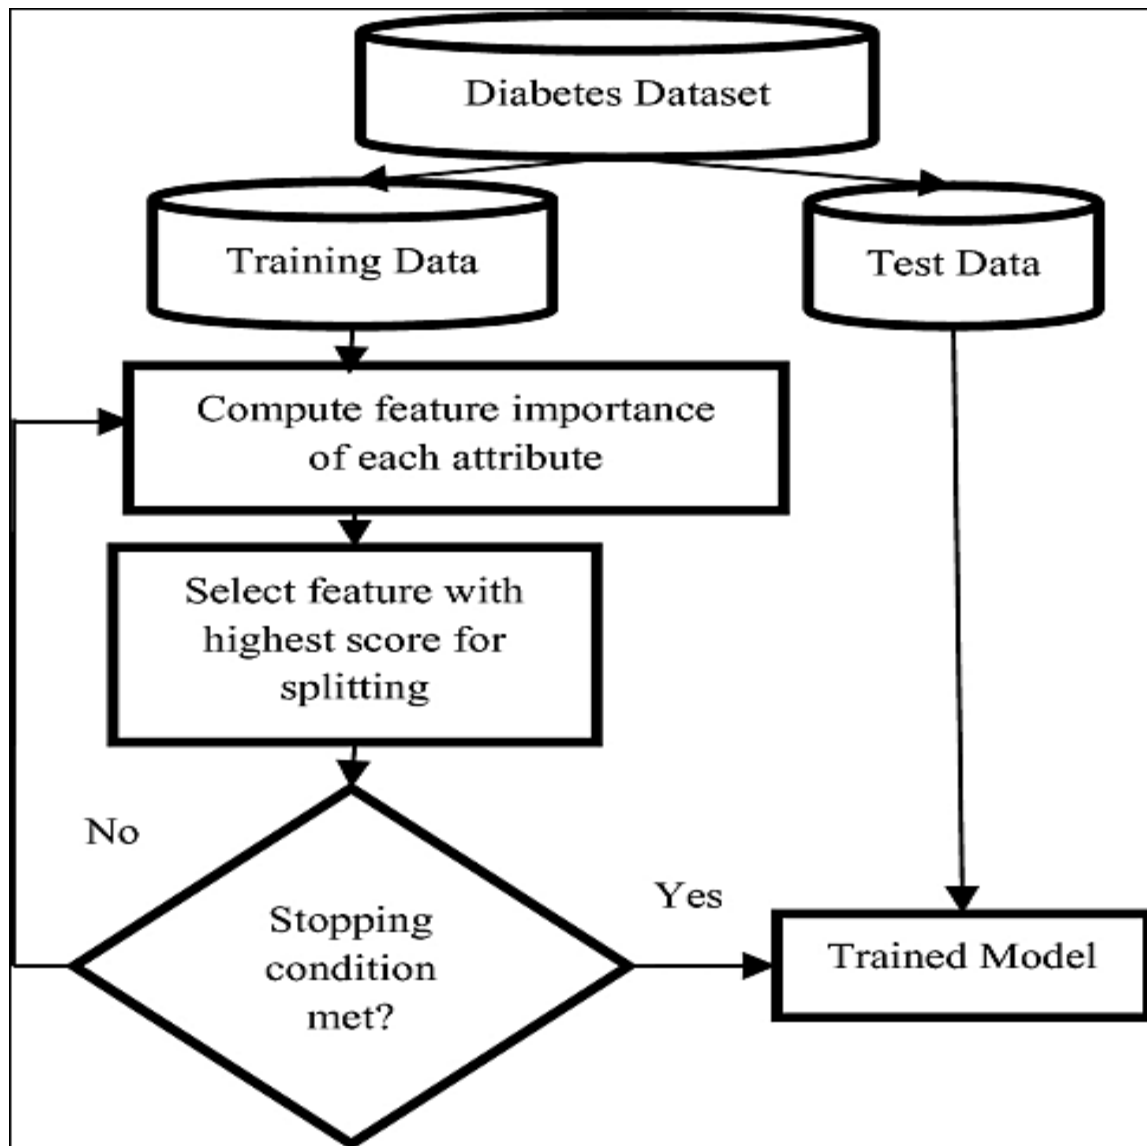 Diabetes Dataset
Training Data
Test Data
Compute feature importance
of each attribute
Select feature with
highest score for
splitting
No
Yes
Stopping
condition
met?
Trained Model